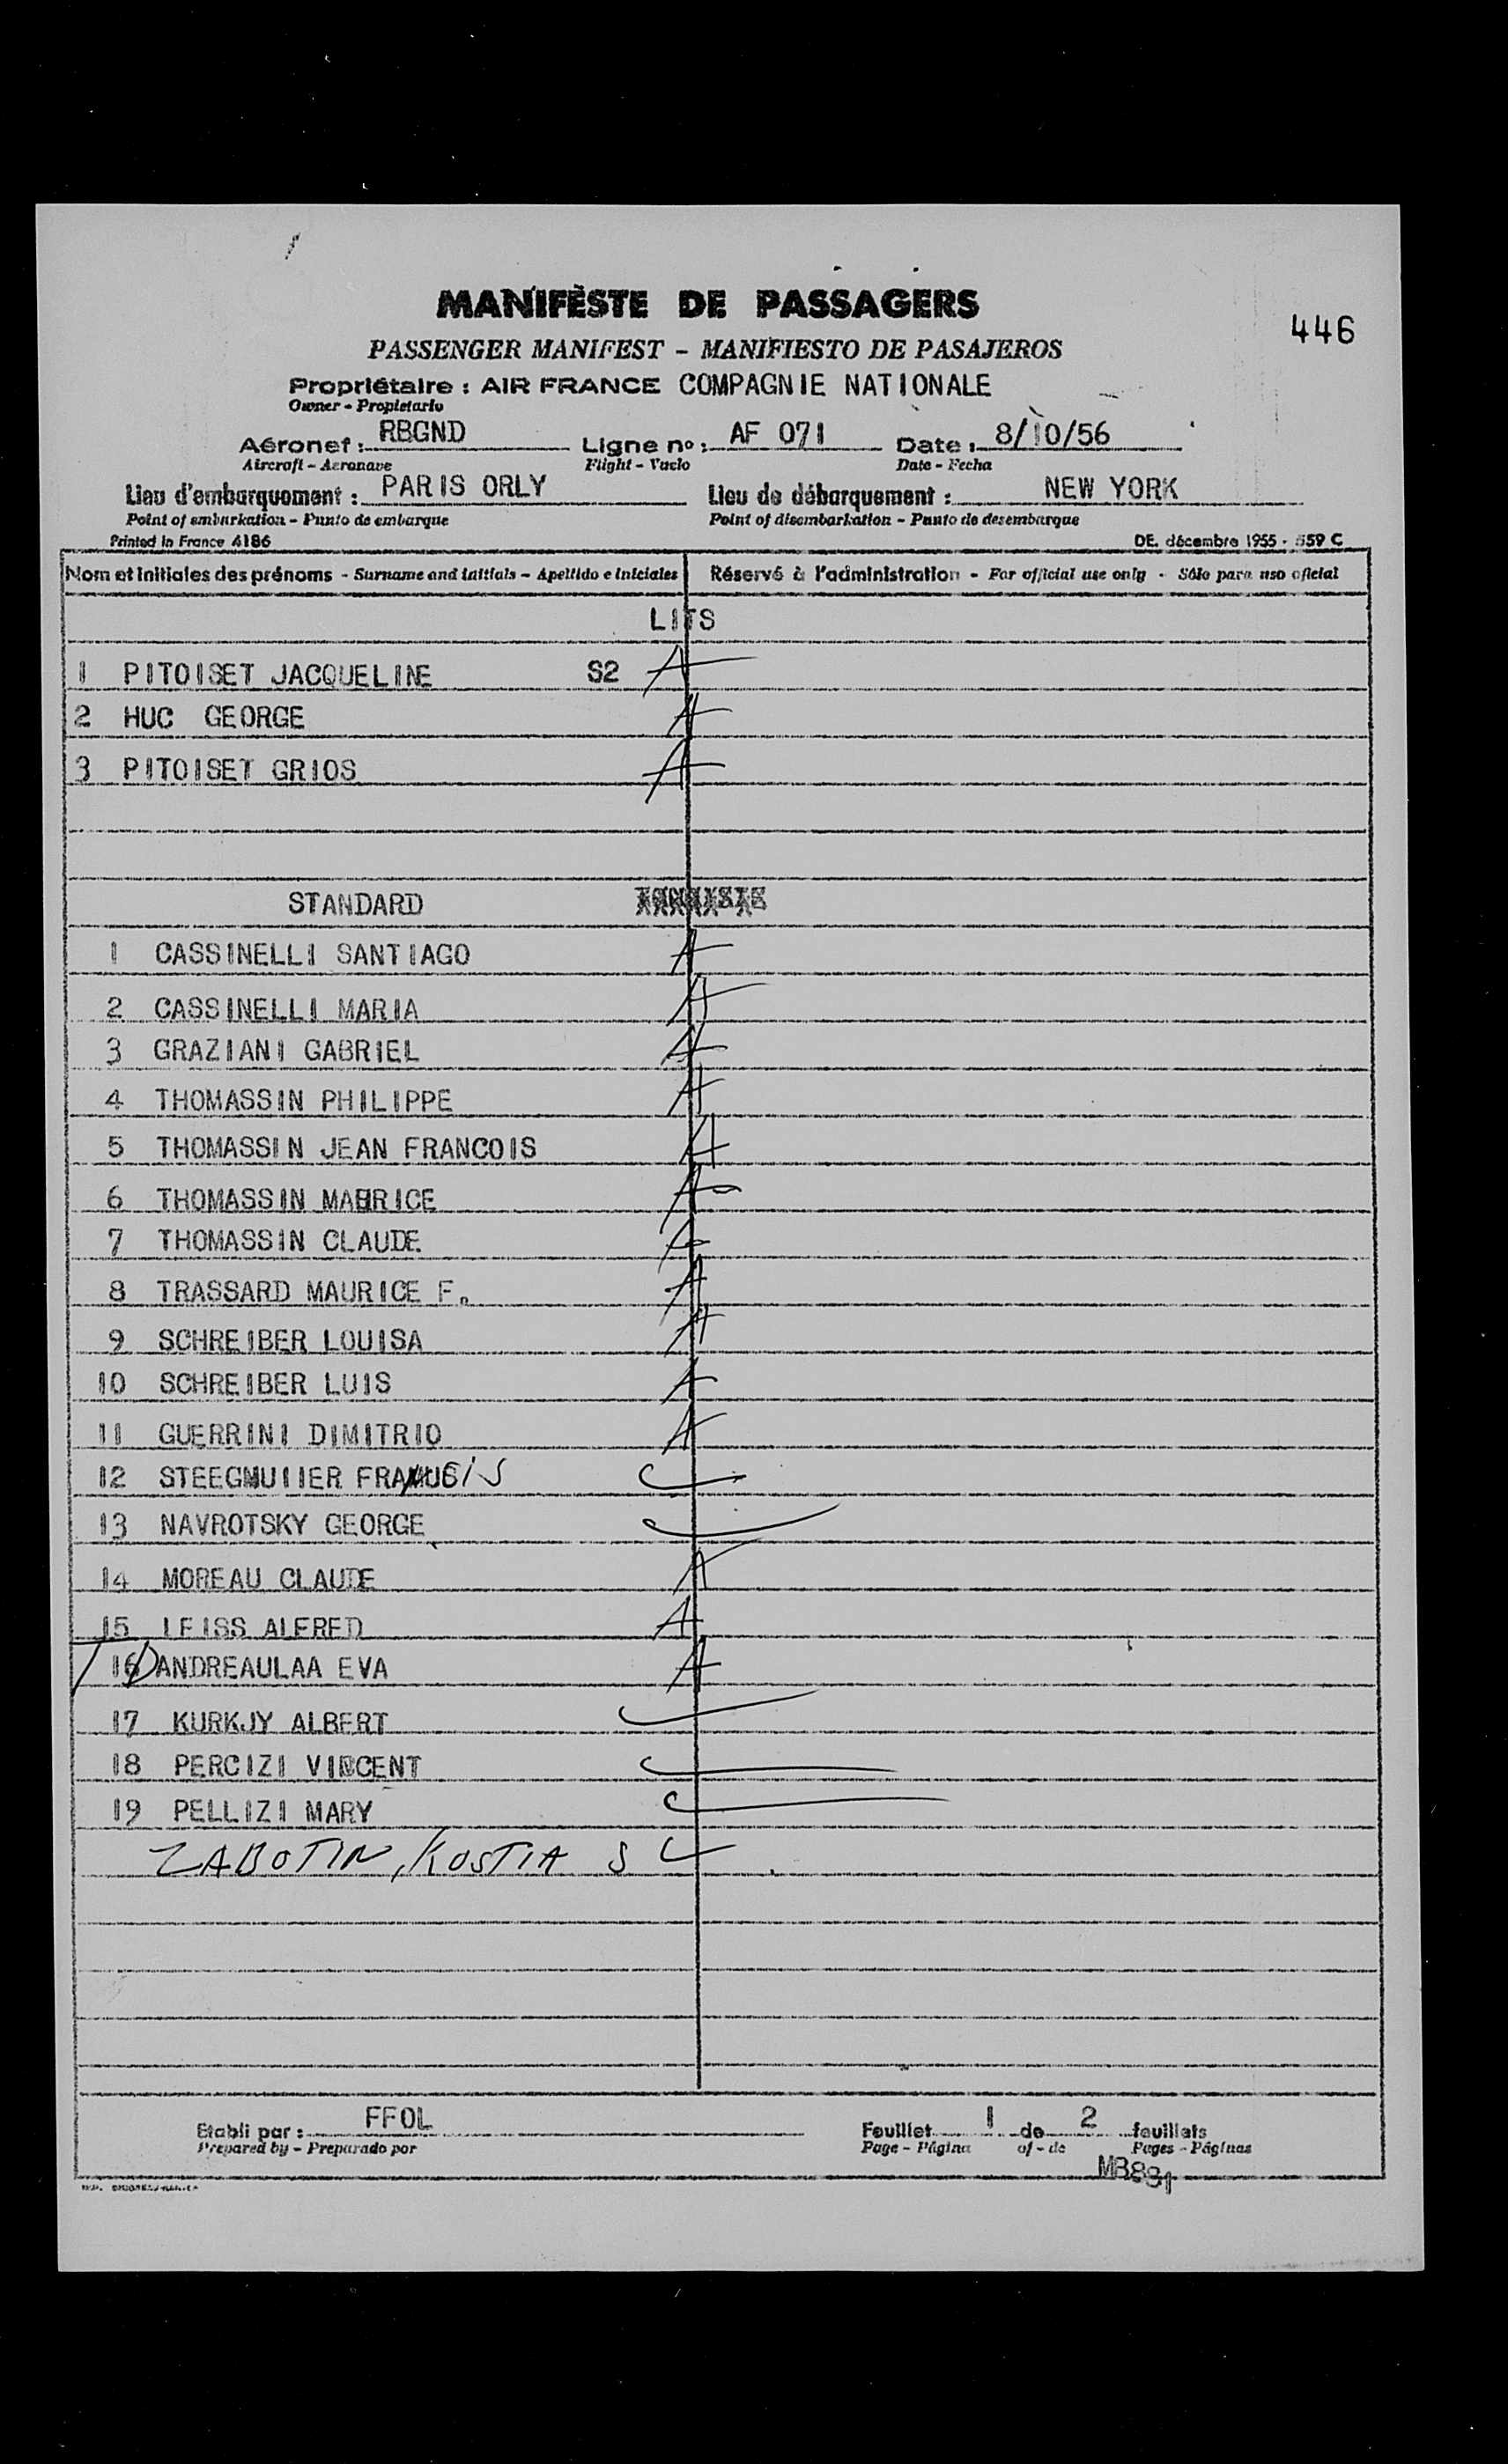 MANIFESTE DE PASSAGERS
446
PASSENGER MANIFEST - MANIFIESTO DE PASAJEROS
Propriétaire : AIR FRANCE COMPAGNIE NATIONALE
Owner - Propietario
Aéronef : RBGND Ligne no : AF 071 Date : 8/10/56
Aircraft - Aeronave Flight - Vuelo Date - Fecha
Lieu d'embarquement : PARIS ORLY Lieu de débarquement : NEW YORK
Point of embarkation - Punto de embarque Point of disembarkation - Punto de desembarque
Printed in France 4186 DE. décembre 1955 - 559 C
Nom et initiales des prénoms - Surname and initials - Apellido e iniciales Réservé à l'administration - For official use only - Sólo para uso oficial
LITS
1 PITOISET JACQUELINE S2 A
2 HUC GEORGE A
3 PITOISET GRIOS A
STANDARD
1 CASSINELLI SANTIAGO A
2 CASSINELLI MARIA A
3 GRAZIANI GABRIEL A
4 THOMASSIN PHILIPPE A
5 THOMASSIN JEAN FRANCOIS A
6 THOMASSIN MAURICE A
7 THOMASSIN CLAUDE A
8 TRASSARD MAURICE F. A
9 SCHREIBER LOUISA A
10 SCHREIBER LUIS A
11 GUERRINI DIMITRIO A
12 STEEGMUIIER C
13 NAVROTSKY GEORGE C
14 MOREAU CLAUDE A
15 LEISS ALFRED A
16 ANDREAULAA EVA A
17 KURKJY ALBERT C
18 PERCIZI VINCENT C
19 PELLIZI MARY C
ZABOTIN, KOSTIA S C
Etabli par : FFOL Feuillet 1 de 2 feuillets
Prepared by - Preparado por Page - Página of - de Pages - Páginas
MB891